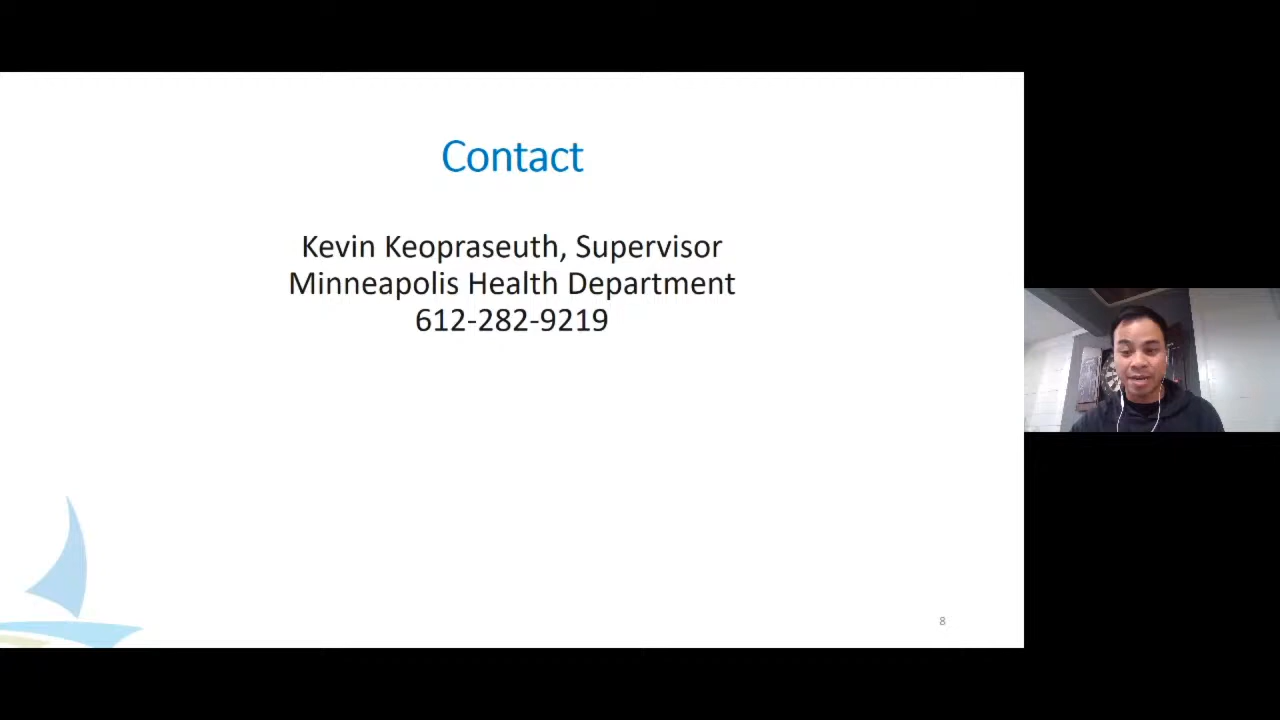 Contact
Kevin Keopraseuth, Supervisor
Minneapolis Health Department
612-282-9219
8